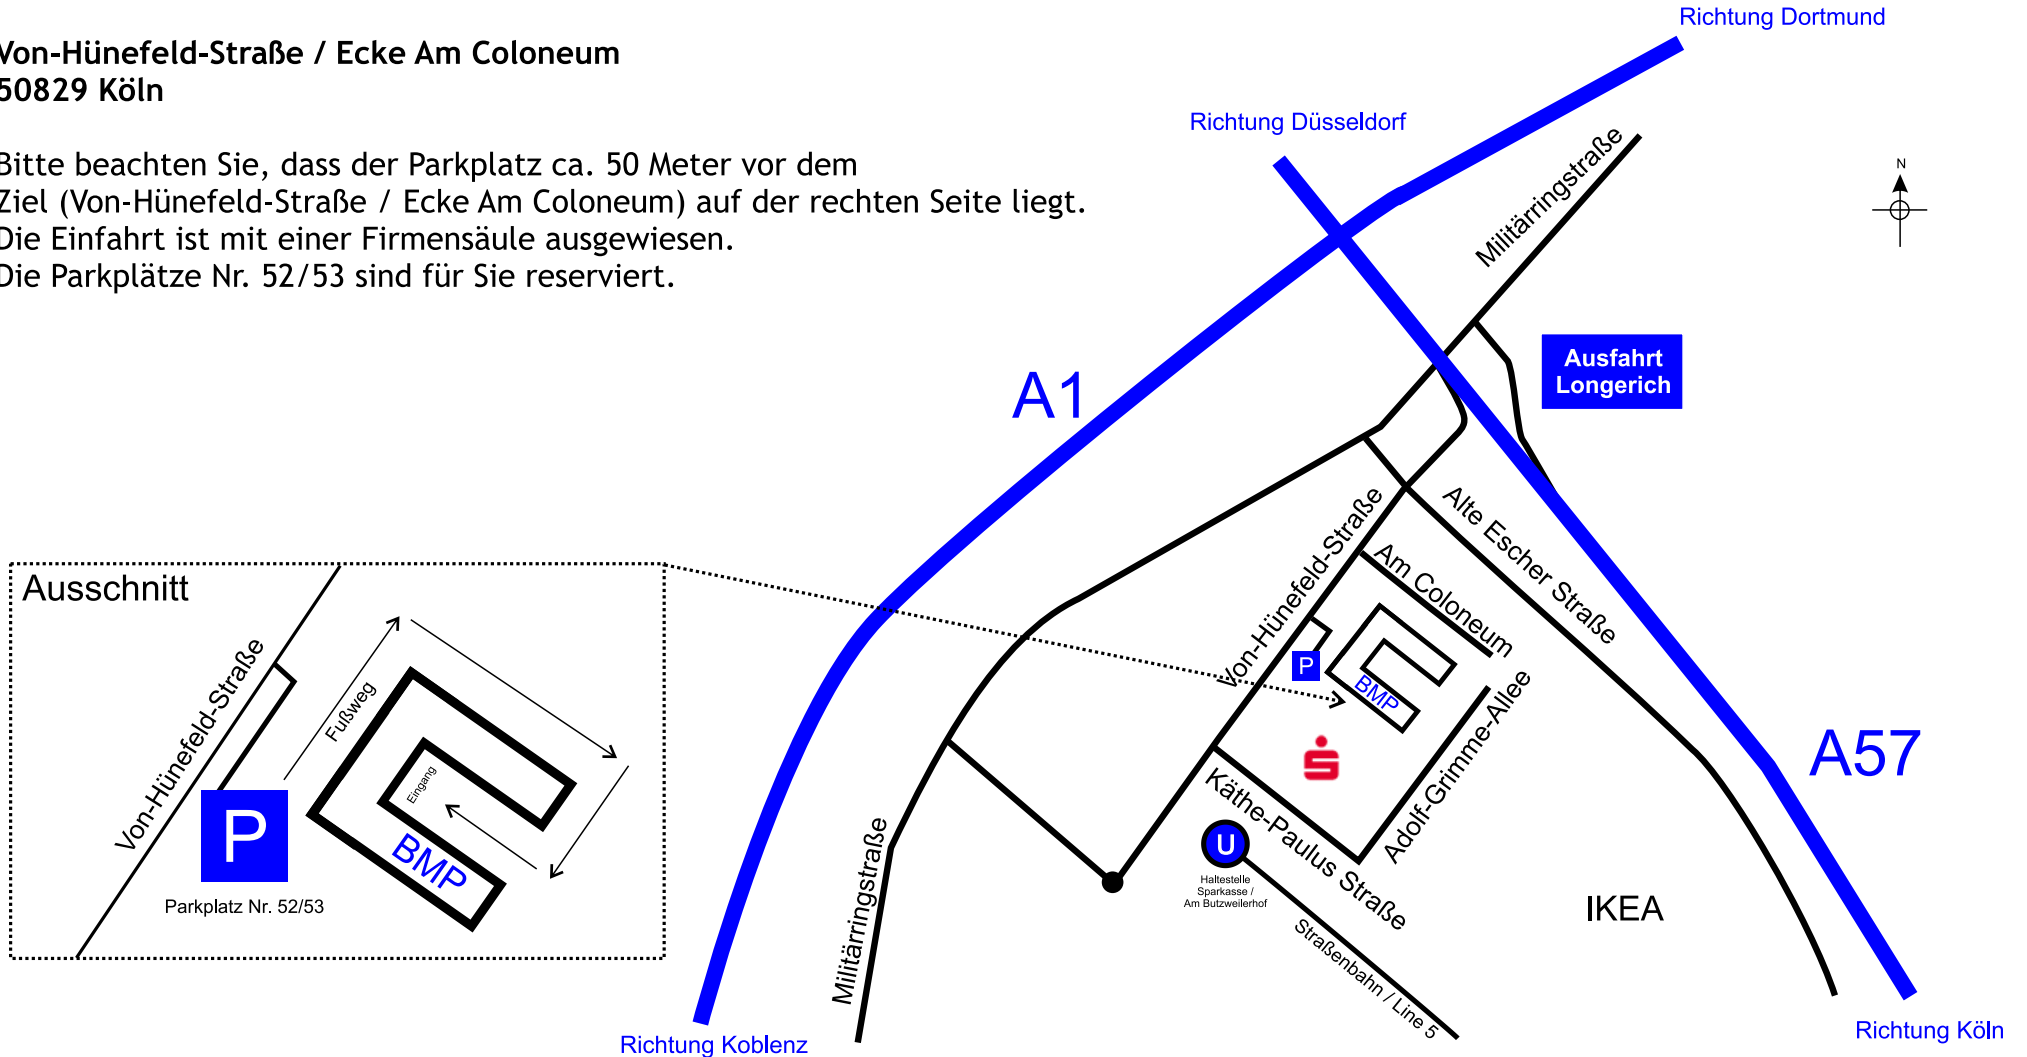 Von-Hünefeld-Straße / Ecke Am Coloneum
50829 Köln
Bitte beachten Sie, dass der Parkplatz ca. 50 Meter vor dem
Ziel (Von-Hünefeld-Straße / Ecke Am Coloneum) auf der rechten Seite liegt.
Die Einfahrt ist mit einer Firmensäule ausgewiesen.
Die Parkplätze Nr. 52/53 sind für Sie reserviert.
Richtung Dortmund
Richtung Düsseldorf
Militärringstraße
N
Ausfahrt
Longerich
A1
Alte Escher Straße
Von-Hünefeld-Straße
Am Coloneum
P
BMP
Adolf-Grimme-Allee
A57
Käthe-Paulus Straße
U
Haltestelle
Sparkasse /
Am Butzweilerhof
Straßenbahn / Line 5
IKEA
Militärringstraße
Richtung Koblenz
Richtung Köln
Ausschnitt
Von-Hünefeld-Straße
Fußweg
Eingang
BMP
P
Parkplatz Nr. 52/53